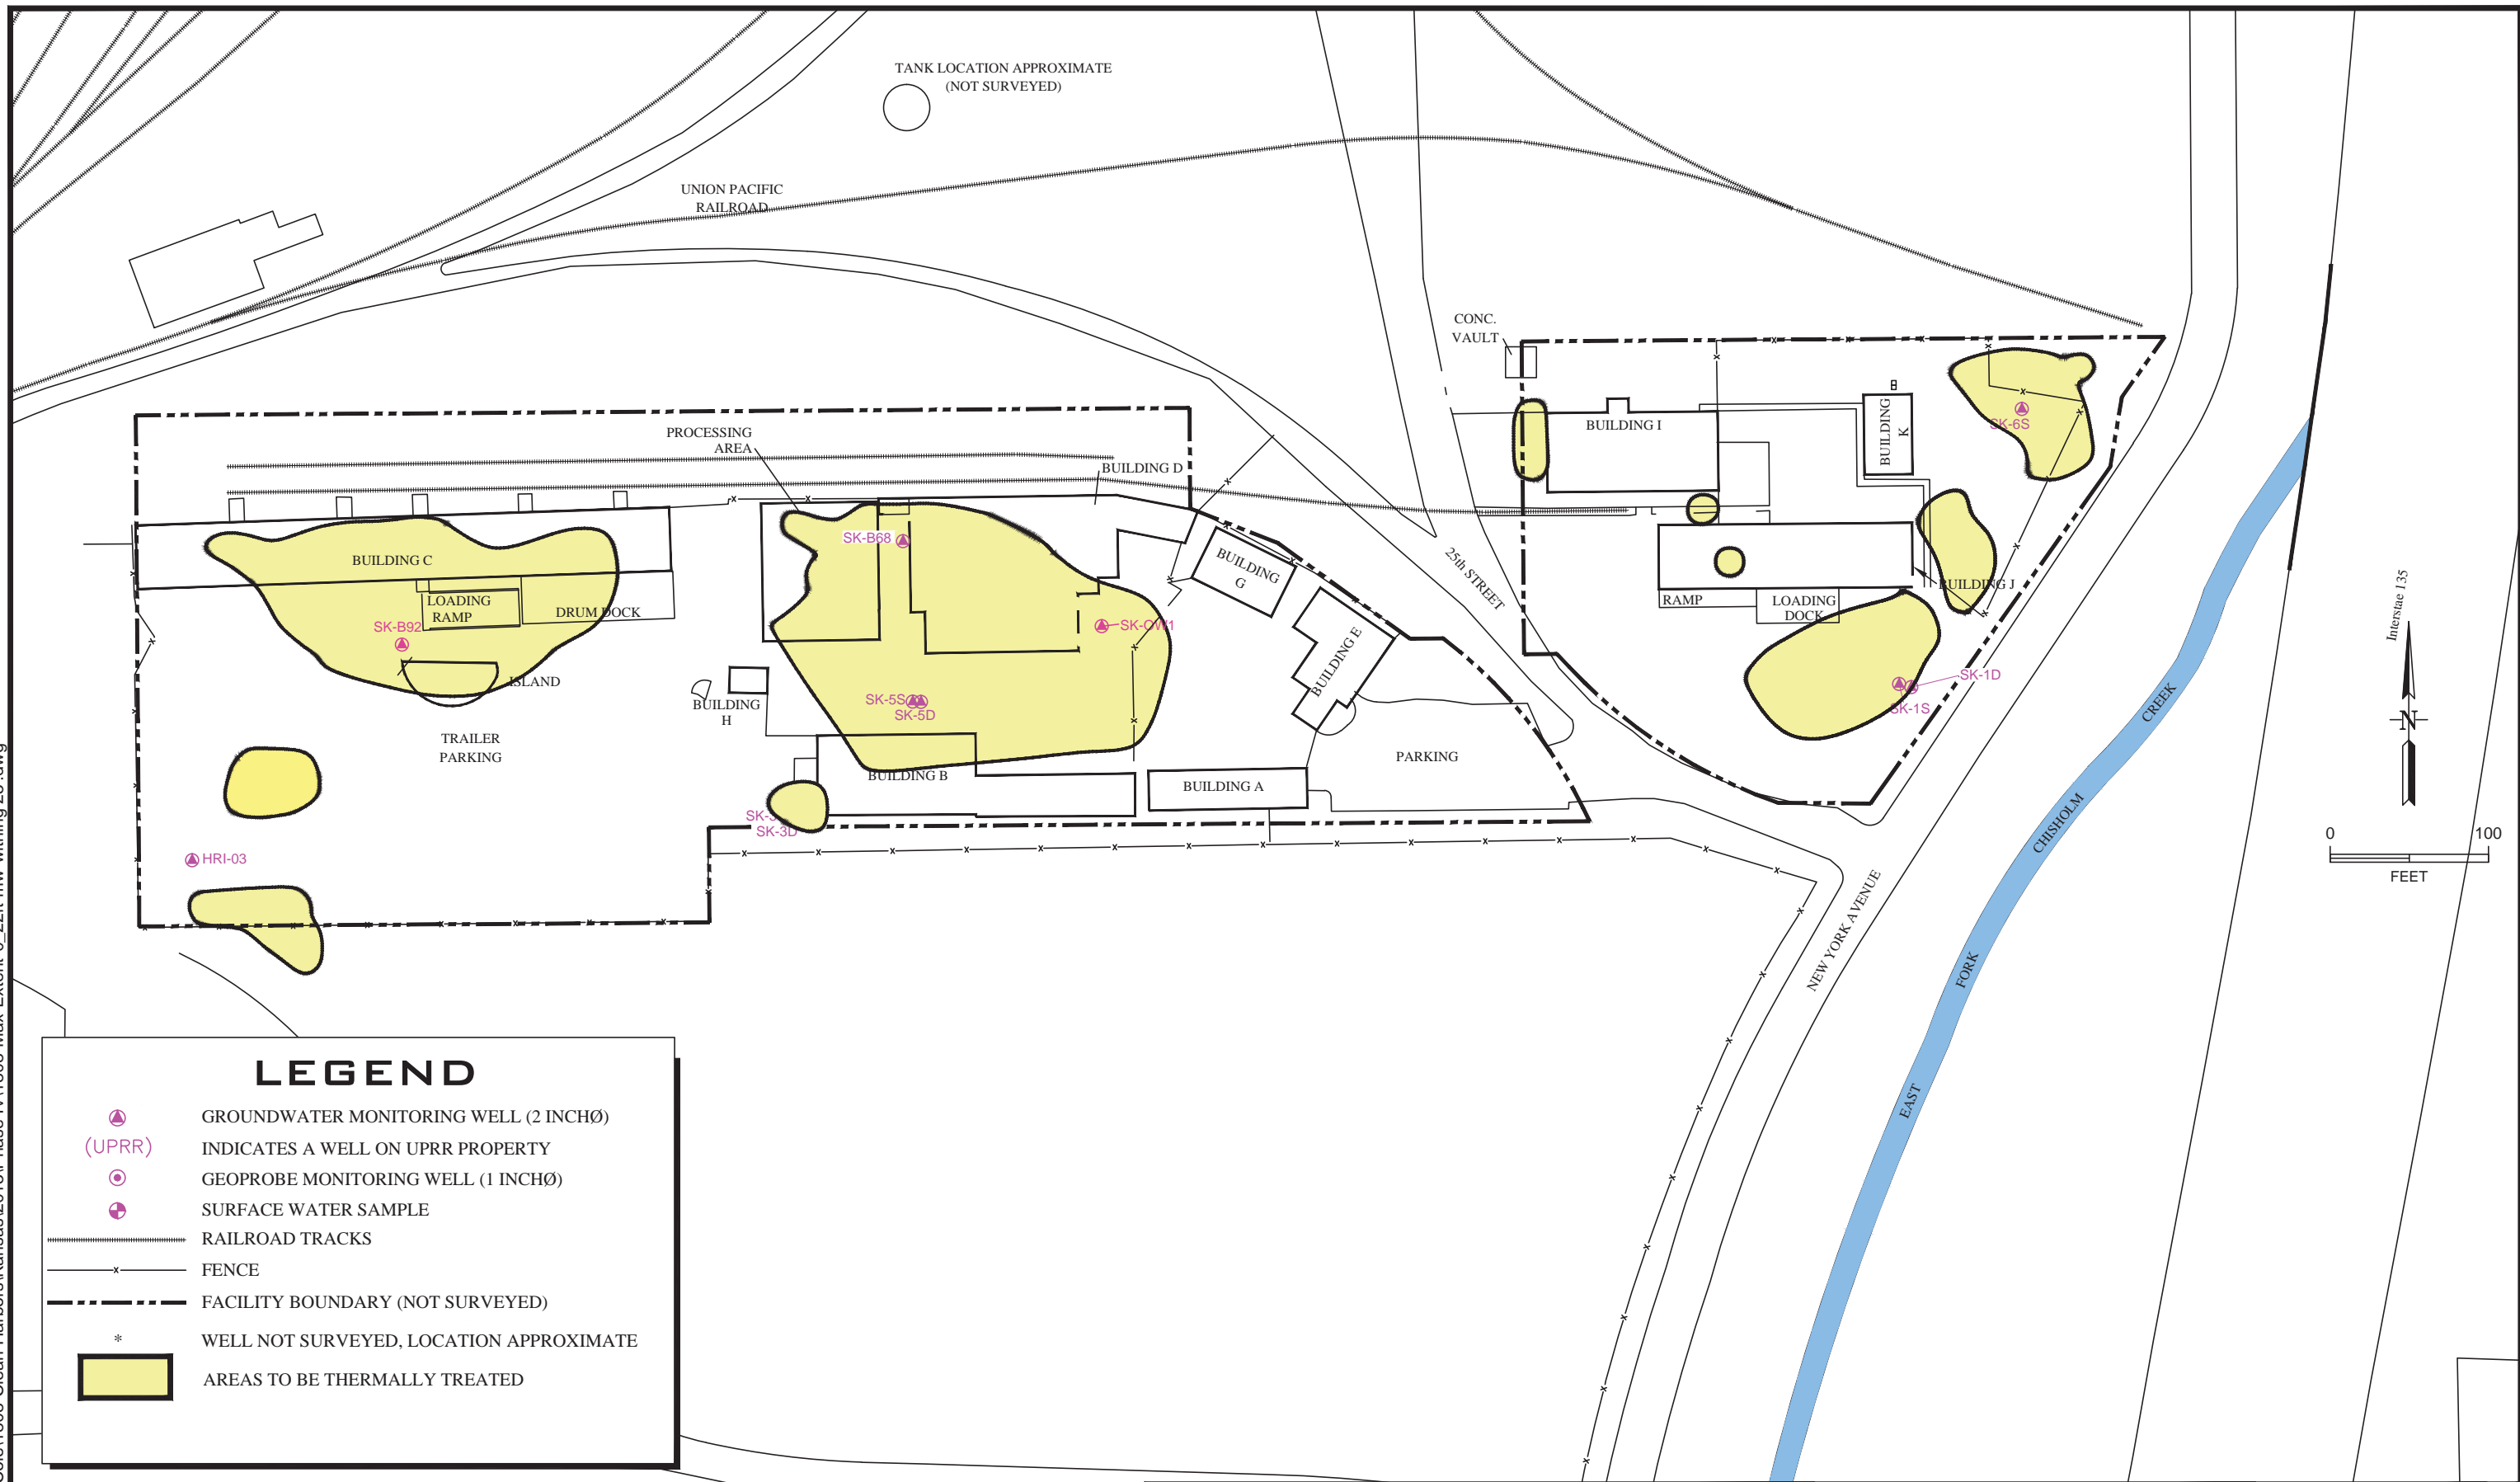 TANK LOCATION APPROXIMATE
(NOT SURVEYED)
UNION PACIFIC
RAILROAD
CONC.
VAULT
PROCESSING
AREA
BUILDING D
BUILDING I
BUILDING
K
SK-6S
SK-B68
BUILDING C
BUILDING
G
25th STREET
LOADING
RAMP
DRUM DOCK
SK-B92
SK-OW1
BUILDING E
RAMP
LOADING
DOCK
BUILDING J
Interstae 135
ISLAND
SK-5S
SK-5D
BUILDING
H
SK-1D
SK-1S
N
TRAILER
PARKING
BUILDING B
BUILDING A
PARKING
SK-3D
HRI-03
0 100
FEET
NEW YORK AVENUE
CREEK
CHISHOLM
FORK
EAST
LEGEND
GROUNDWATER MONITORING WELL (2 INCHØ)
(UPRR) INDICATES A WELL ON UPRR PROPERTY
GEOPROBE MONITORING WELL (1 INCHØ)
SURFACE WATER SAMPLE
RAILROAD TRACKS
FENCE
FACILITY BOUNDARY (NOT SURVEYED)
* WELL NOT SURVEYED, LOCATION APPROXIMATE
AREAS TO BE THERMALLY TREATED